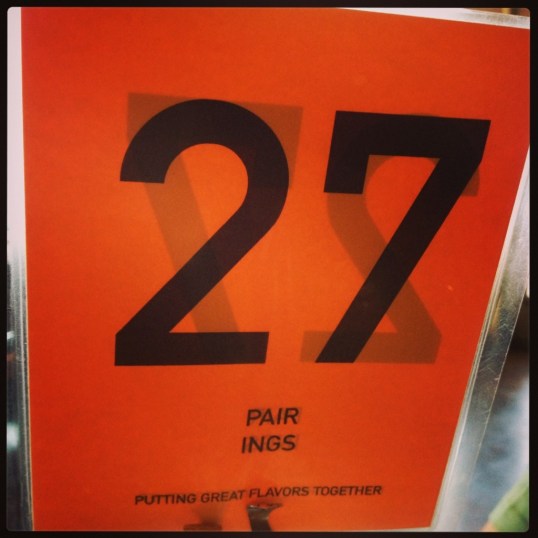 27
PAIR
INGS
PUTTING GREAT FLAVORS TOGETHER